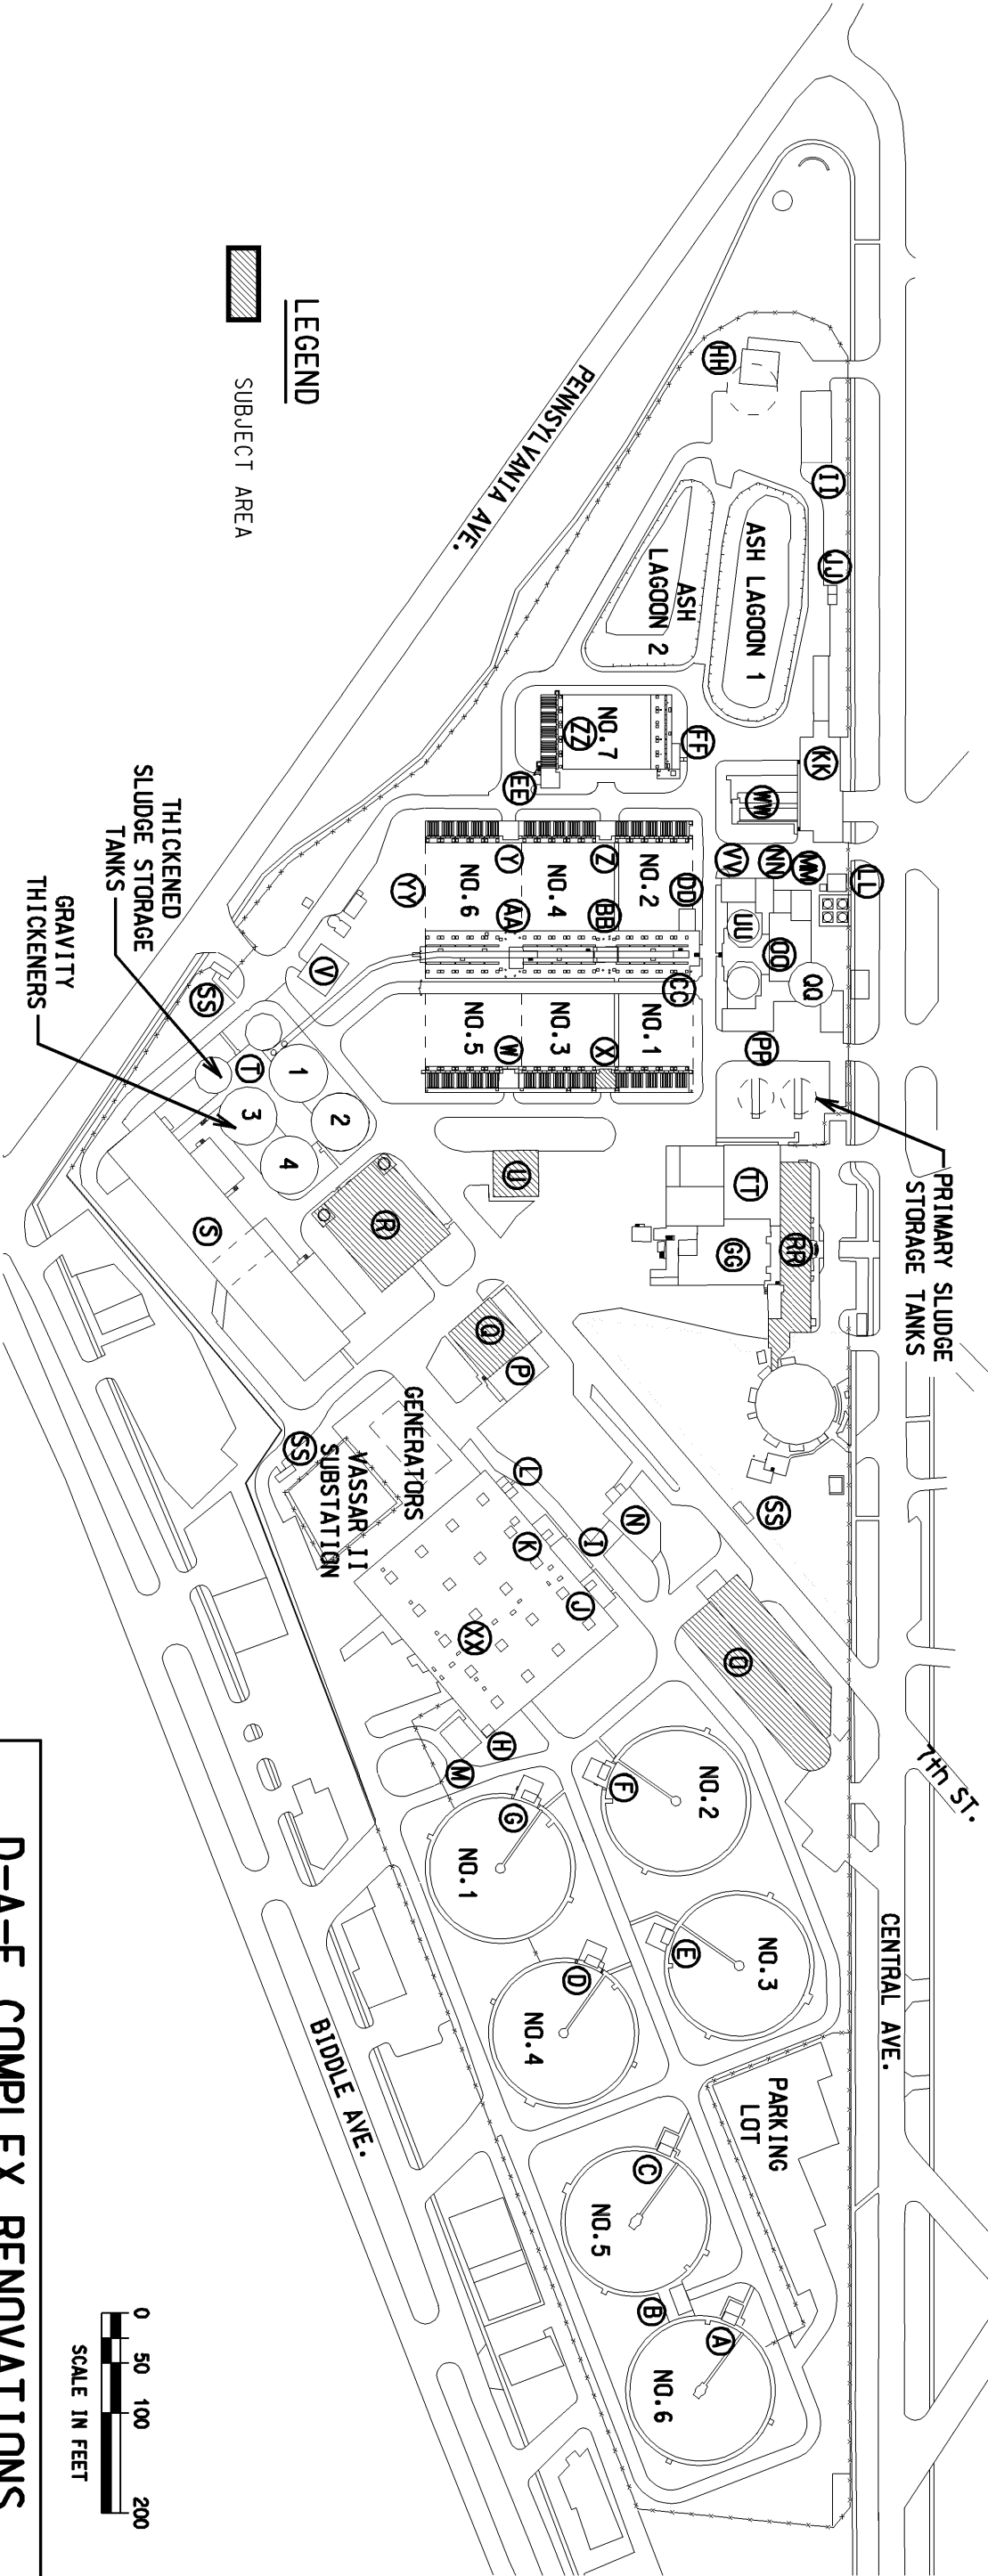 LEGEND
SUBJECT AREA
PENNSYLVANIA AVE.
HH
II
JJ
ASH LAGOON 1
ASH
LAGOON 2
NO.7
ZZ
FF
EE
KK
WW
VV
NN
MM
LL
UU
OO
QQ
PP
NO.2
NO.4
NO.6
Z
Y
DD
BB
AA
YY
CC
NO.1
NO.3
NO.5
X
W
PRIMARY SLUDGE
STORAGE TANKS
THICKENED
SLUDGE STORAGE
TANKS
GRAVITY
THICKENERS
V
SS
T
1
2
3
4
S
R
U
TT
RR
GG
Q
P
GENERATORS
VASSAR II
SUBSTATION
SS
SS
L
N
I
K
J
XX
O
H
M
7th ST.
CENTRAL AVE.
F
NO.2
G
NO.1
E
NO.3
D
NO.4
PARKING
LOT
C
NO.5
B
A
NO.6
BIDDLE AVE.
0 50 100 200
SCALE IN FEET
D-A-F COMPLEX RENOVATIONS